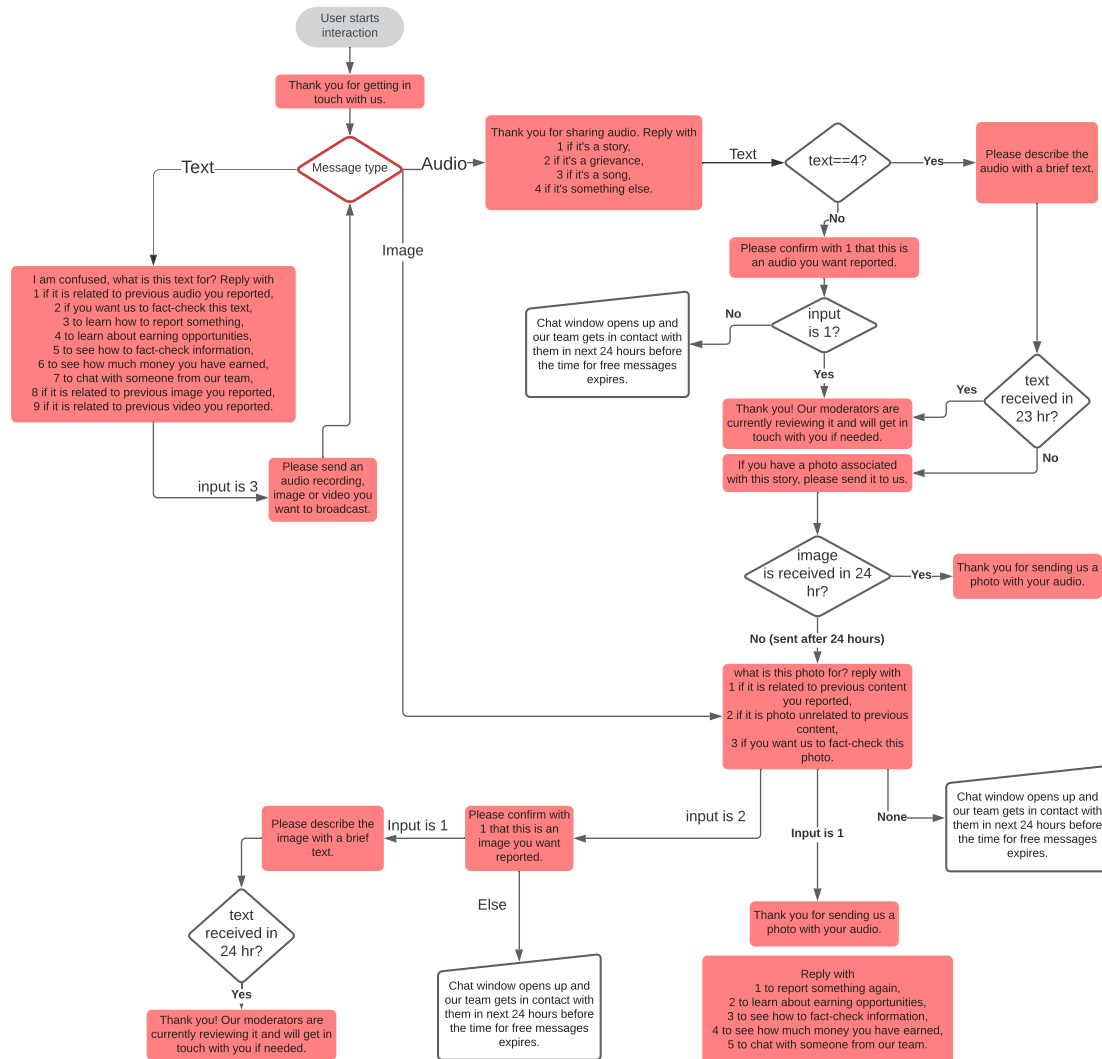 User starts
interaction
Thank you for getting in
touch with us.
Message type
Text
Audio
Image
Thank you for sharing audio. Reply with
1 if it's a story,
2 if it's a grievance,
3 if it's a song,
4 if it's something else.
Text
text==4?
Yes
Please describe the
audio with a brief text.
No
Please confirm with 1 that this is
an audio you want reported.
input
is 1?
No
Chat window opens up and
our team gets in contact with
them in next 24 hours before
the time for free messages
expires.
Yes
text
received in
23 hr?
Yes
No
Thank you! Our moderators are
currently reviewing it and will get in
touch with you if needed.
If you have a photo associated
with this story, please send it to us.
I am confused, what is this text for? Reply with
1 if it is related to previous audio you reported,
2 if you want us to fact-check this text,
3 to learn how to report something,
4 to learn about earning opportunities,
5 to see how to fact-check information,
6 to see how much money you have earned,
7 to chat with someone from our team,
8 if it is related to previous image you reported,
9 if it is related to previous video you reported.
input is 3
Please send an
audio recording,
image or video you
want to broadcast.
image
is received in 24
hr?
Yes
Thank you for sending us a
photo with your audio.
No (sent after 24 hours)
what is this photo for? reply with
1 if it is related to previous content
you reported,
2 if it is photo unrelated to previous
content,
3 if you want us to fact-check this
photo.
None
Chat window opens up and
our team gets in contact with
them in next 24 hours before
the time for free messages
expires.
input is 2
Input is 1
Please confirm with
1 that this is an
image you want
reported.
Input is 1
Please describe the
image with a brief
text.
Else
Chat window opens up and
our team gets in contact with
them in next 24 hours before
the time for free messages
expires.
text
received in
24 hr?
Yes
Thank you! Our moderators are
currently reviewing it and will get in
touch with you if needed.
Thank you for sending us a
photo with your audio.
Reply with
1 to report something again,
2 to learn about earning opportunities,
3 to see how to fact-check information,
4 to see how much money you have earned,
5 to chat with someone from our team.